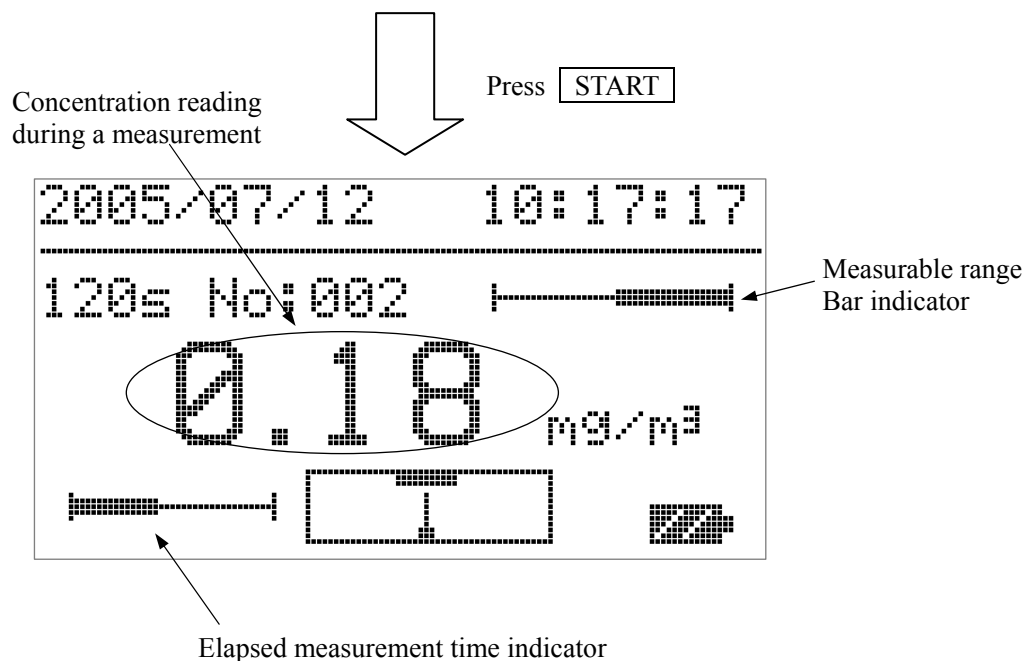 Press START
Concentration reading
during a measurement
2005/07/12 10:17:17
120s No:002
Measurable range
Bar indicator
0.18 mg/m³
Elapsed measurement time indicator